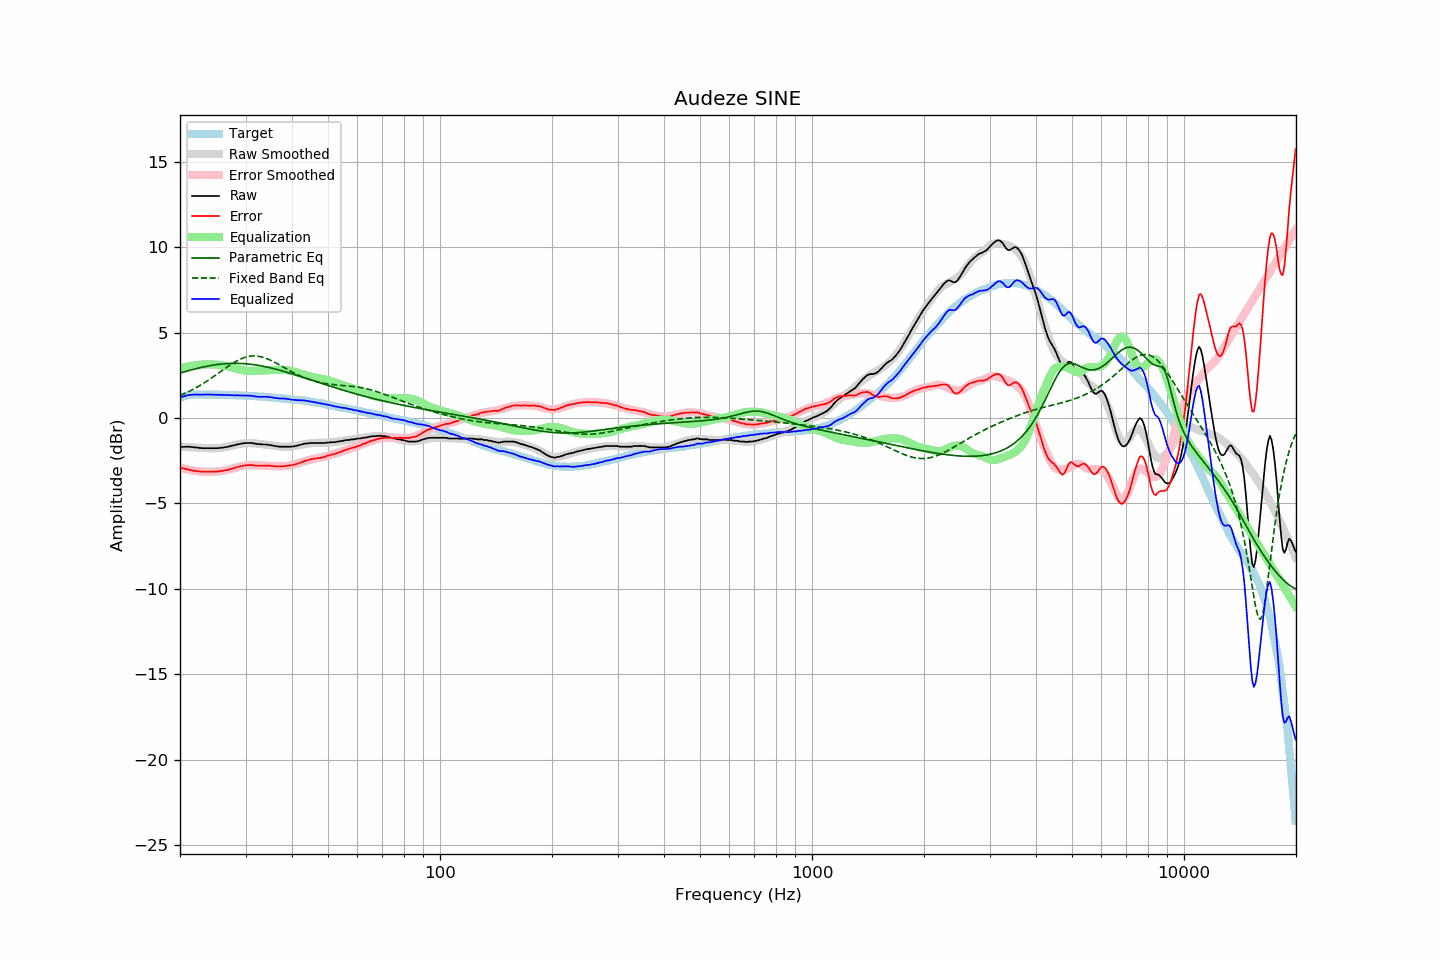 Audeze SINE
Target
Raw Smoothed
Error Smoothed
Raw
Error
Equalization
Parametric Eq
Fixed Band Eq
Equalized
15
10
5
0
−5
−10
−15
−20
−25
Amplitude (dBr)
100
1000
10000
Frequency (Hz)